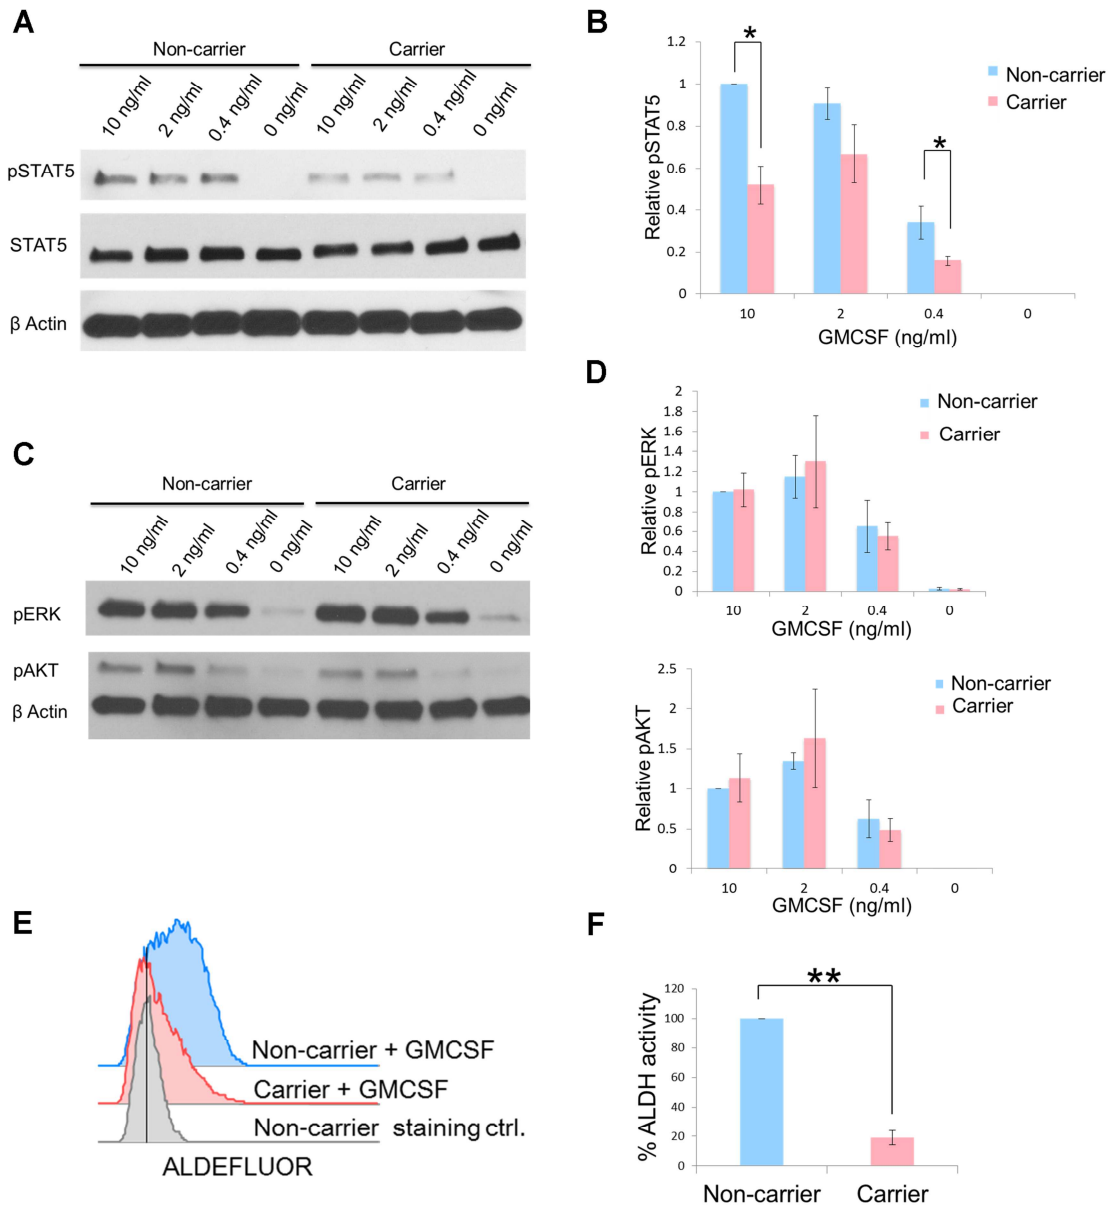 A
Non-carrier Carrier
10 ng/ml 2 ng/ml 0.4 ng/ml 0 ng/ml 10 ng/ml 2 ng/ml 0.4 ng/ml 0 ng/ml
pSTAT5
STAT5
β Actin
B
Relative pSTAT5
1.2
1
0.8
0.6
0.4
0.2
0
*
*
Non-carrier
Carrier
10 2 0.4 0
GMCSF (ng/ml)
C
Non-carrier Carrier
10 ng/ml 2 ng/ml 0.4 ng/ml 0 ng/ml 10 ng/ml 2 ng/ml 0.4 ng/ml 0 ng/ml
pERK
pAKT
β Actin
D
Relative pERK
2
1.8
1.6
1.4
1.2
1
0.8
0.6
0.4
0.2
0
Non-carrier
Carrier
10 2 0.4 0
GMCSF (ng/ml)
Relative pAKT
2.5
2
1.5
1
0.5
0
Non-carrier
Carrier
10 2 0.4 0
GMCSF (ng/ml)
E
Non-carrier + GMCSF
Carrier + GMCSF
Non-carrier staining ctrl.
ALDEFLUOR
F
% ALDH activity
120
100
80
60
40
20
0
**
Non-carrier Carrier